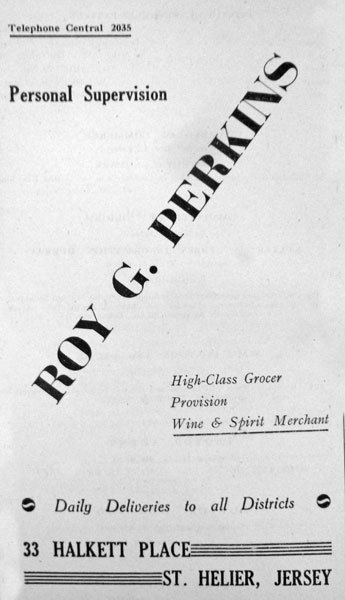 Telephone Central 2035
Personal Supervision
ROY G. PERKINS
High-Class Grocer
Provision
Wine & Spirit Merchant
Daily Deliveries to all Districts
33 HALKETT PLACE
ST. HELIER, JERSEY